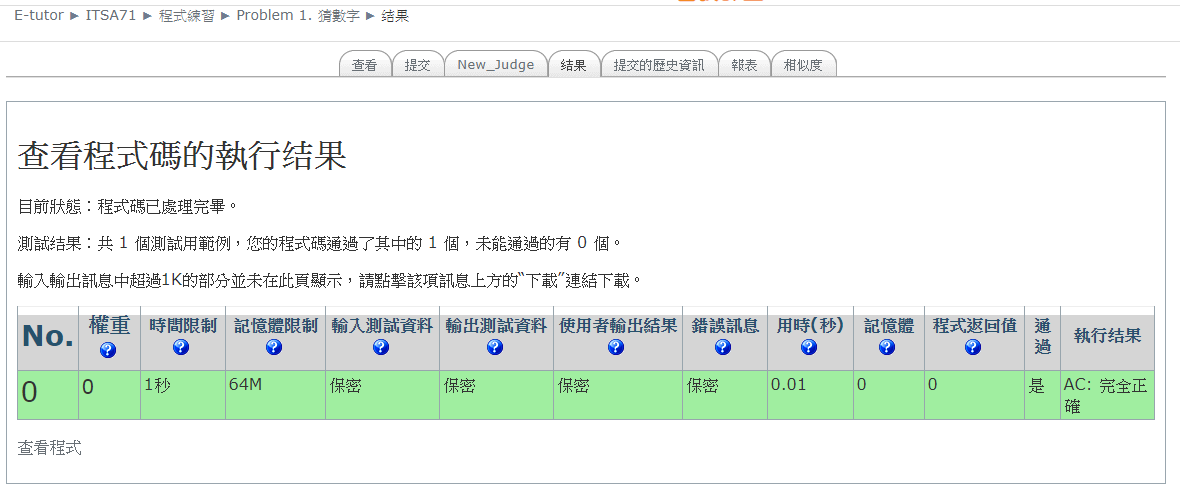 E-tutor ► ITSA71 ► 程式練習 ► Problem 1. 猜數字 ► 結果
查看 提交 New_Judge 結果 提交的歷史資訊 報表 相似度
查看程式碼的執行結果
目前狀態：程式碼已處理完畢。
測試結果：共 1 個測試用範例，您的程式碼通過了其中的 1 個，未能通過的有 0 個。
輸入輸出訊息中超過1K的部分並未在此頁顯示，請點擊該項訊息上方的“下載”連結下載。
No. 權重 時間限制 記憶體限制 輸入測試資料 輸出測試資料 使用者輸出結果 錯誤訊息 用時(秒) 記憶體 程式返回值 通過 執行結果
0 0 1秒 64M 保密 保密 保密 保密 0.01 0 0 是 AC: 完全正確
查看程式